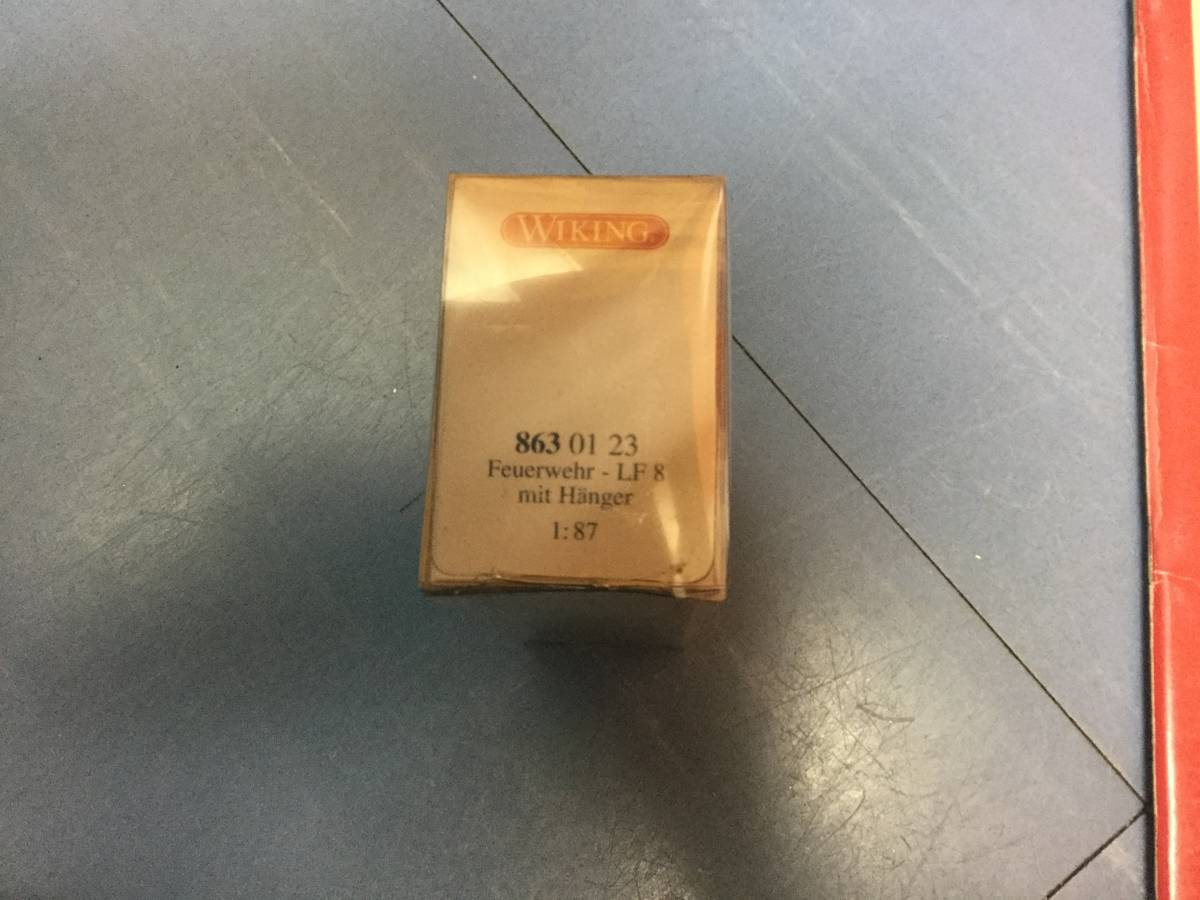 WIKING
863 01 23
Feuerwehr - LF 8
mit Hänger
1:87